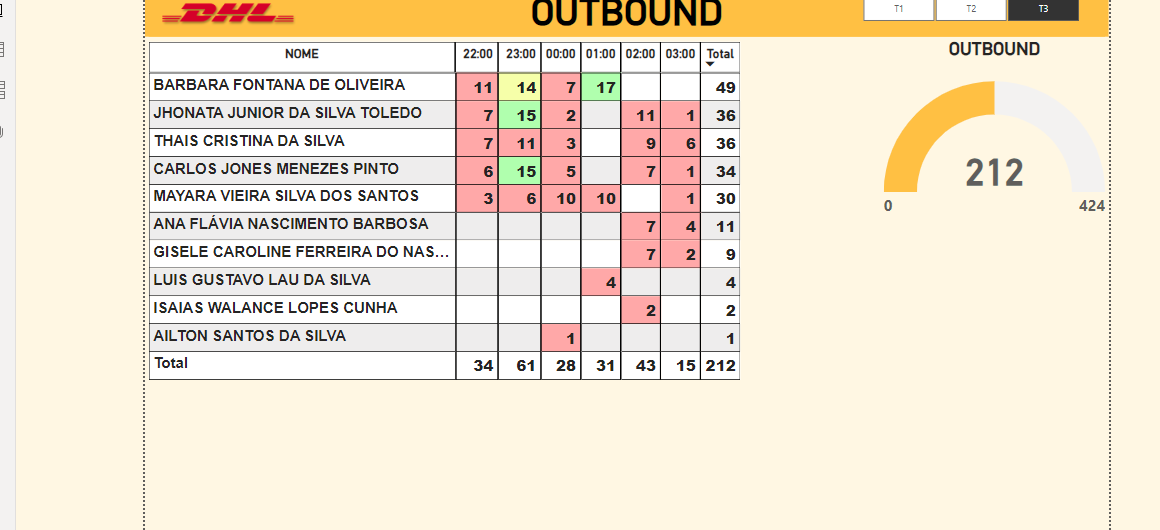 DHL
OUTBOUND
T1 T2 T3
NOME 22:00 23:00 00:00 01:00 02:00 03:00 Total
BARBARA FONTANA DE OLIVEIRA 11 14 7 17 49
JHONATA JUNIOR DA SILVA TOLEDO 7 15 2 11 1 36
THAIS CRISTINA DA SILVA 7 11 3 9 6 36
CARLOS JONES MENEZES PINTO 6 15 5 7 1 34
MAYARA VIEIRA SILVA DOS SANTOS 3 6 10 10 1 30
ANA FLÁVIA NASCIMENTO BARBOSA 7 4 11
GISELE CAROLINE FERREIRA DO NAS... 7 2 9
LUIS GUSTAVO LAU DA SILVA 4 4
ISAIAS WALANCE LOPES CUNHA 2 2
AILTON SANTOS DA SILVA 1 1
Total 34 61 28 31 43 15 212
OUTBOUND
212
0 424